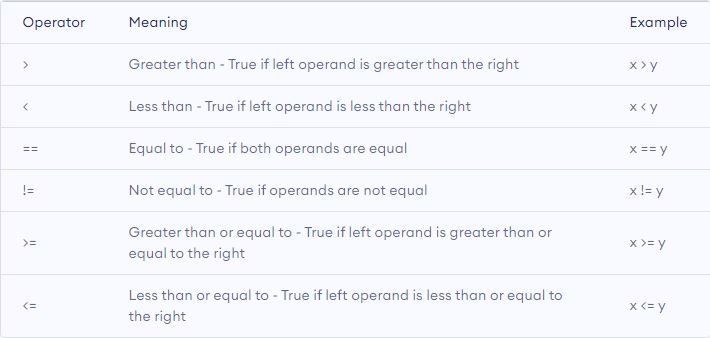 Operator Meaning Example
> Greater than - True if left operand is greater than the right x > y
< Less than - True if left operand is less than the right x < y
== Equal to - True if both operands are equal x == y
!= Not equal to - True if operands are not equal x != y
>= Greater than or equal to - True if left operand is greater than or
equal to the right x >= y
<= Less than or equal to - True if left operand is less than or equal to
the right x <= y